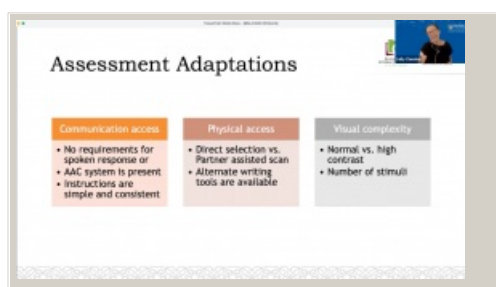 Assessment Adaptations
Communication access
• No requirements for
spoken response or
• AAC system is present
• Instructions are
simple and consistent
Physical access
• Direct selection vs.
Partner assisted scan
• Alternate writing
tools are available
Visual complexity
• Normal vs. high
contrast
• Number of stimuli